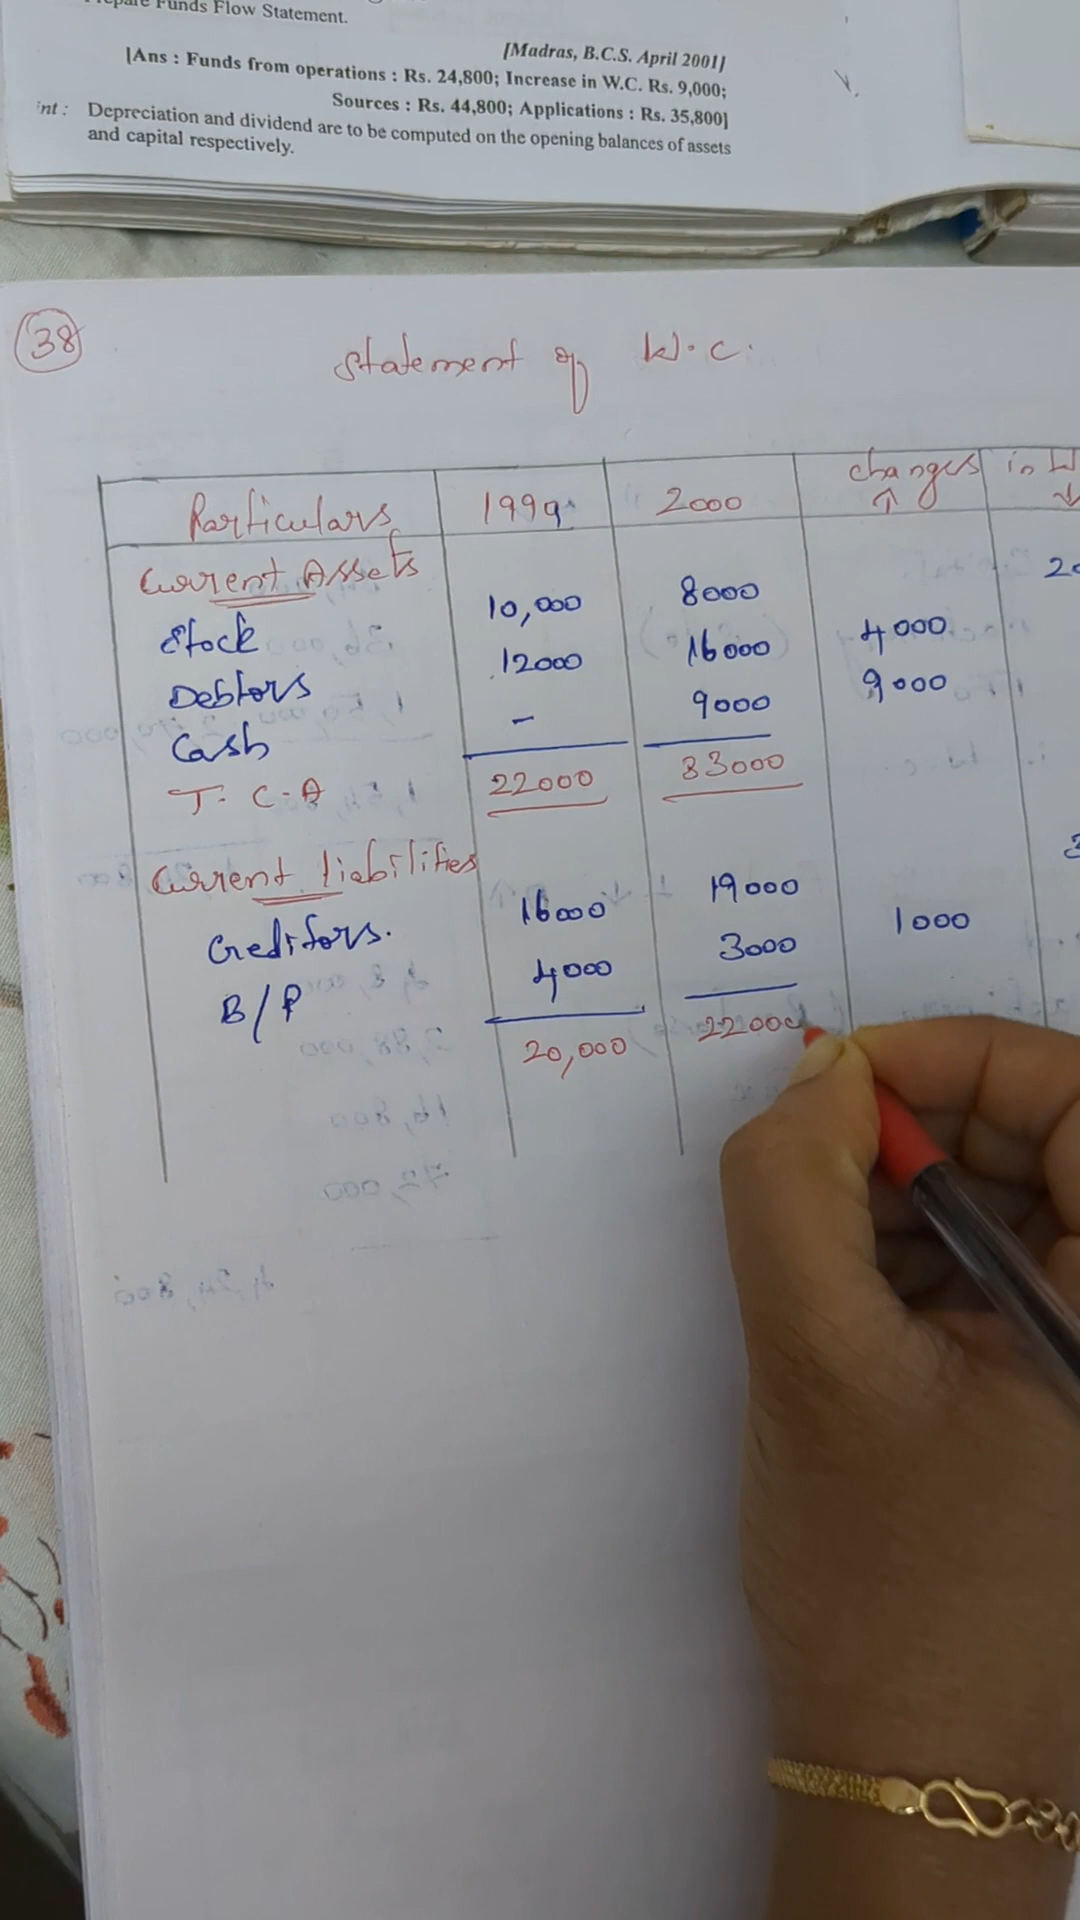 Funds Flow Statement.
[Madras, B.C.S. April 2001]
[Ans : Funds from operations : Rs. 24,800; Increase in W.C. Rs. 9,000;
Sources : Rs. 44,800; Applications : Rs. 35,800]
int : Depreciation and dividend are to be computed on the opening balances of assets
and capital respectively.
38
Statement of W.C.
Particulars 1999 2000 changes in W
↑ ↓
Current Assets
Stock 10,000 8000 20
Debtors 12000 16000 4000
Cash - 9000 9000
T. C. A 22000 33000
Current liabilities
Creditors. 16000 19000 3
B/P 4000 3000 1000
20,000 22000